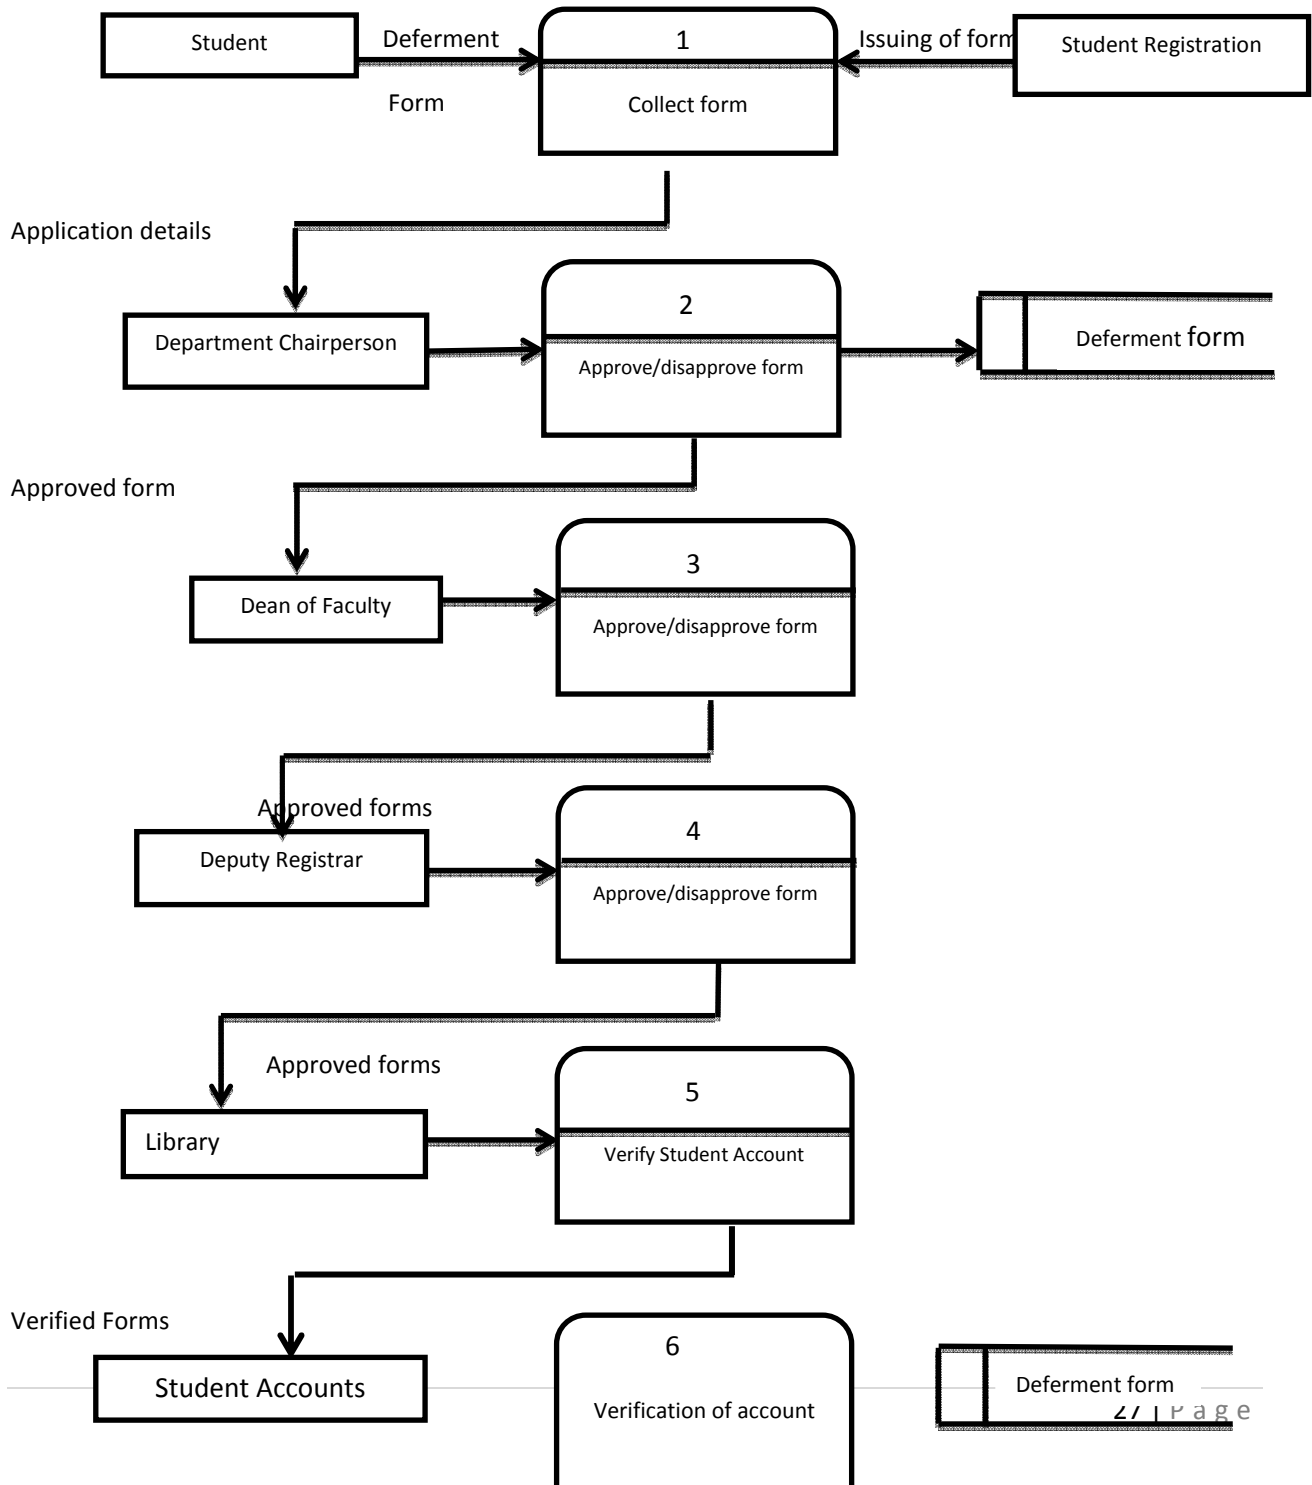 Student
Deferment
1
Issuing of form
Student Registration
Form
Collect form
Application details
2
Department Chairperson
Approve/disapprove form
Deferment form
Approved form
3
Dean of Faculty
Approve/disapprove form
Approved forms
4
Deputy Registrar
Approve/disapprove form
Approved forms
5
Library
Verify Student Account
Verified Forms
6
Student Accounts
Verification of account
Deferment form
27 | P a g e